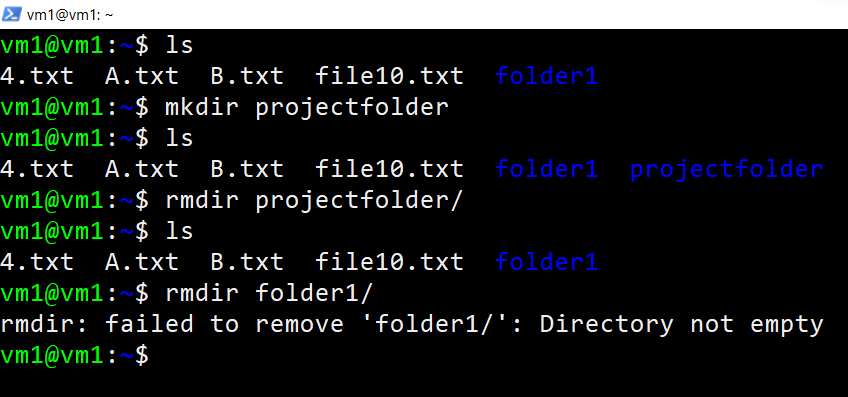 vm1@vm1: ~
vm1@vm1:~$ ls
4.txt  A.txt  B.txt  file10.txt  folder1
vm1@vm1:~$ mkdir projectfolder
vm1@vm1:~$ ls
4.txt  A.txt  B.txt  file10.txt  folder1  projectfolder
vm1@vm1:~$ rmdir projectfolder/
vm1@vm1:~$ ls
4.txt  A.txt  B.txt  file10.txt  folder1
vm1@vm1:~$ rmdir folder1/
rmdir: failed to remove 'folder1/': Directory not empty
vm1@vm1:~$